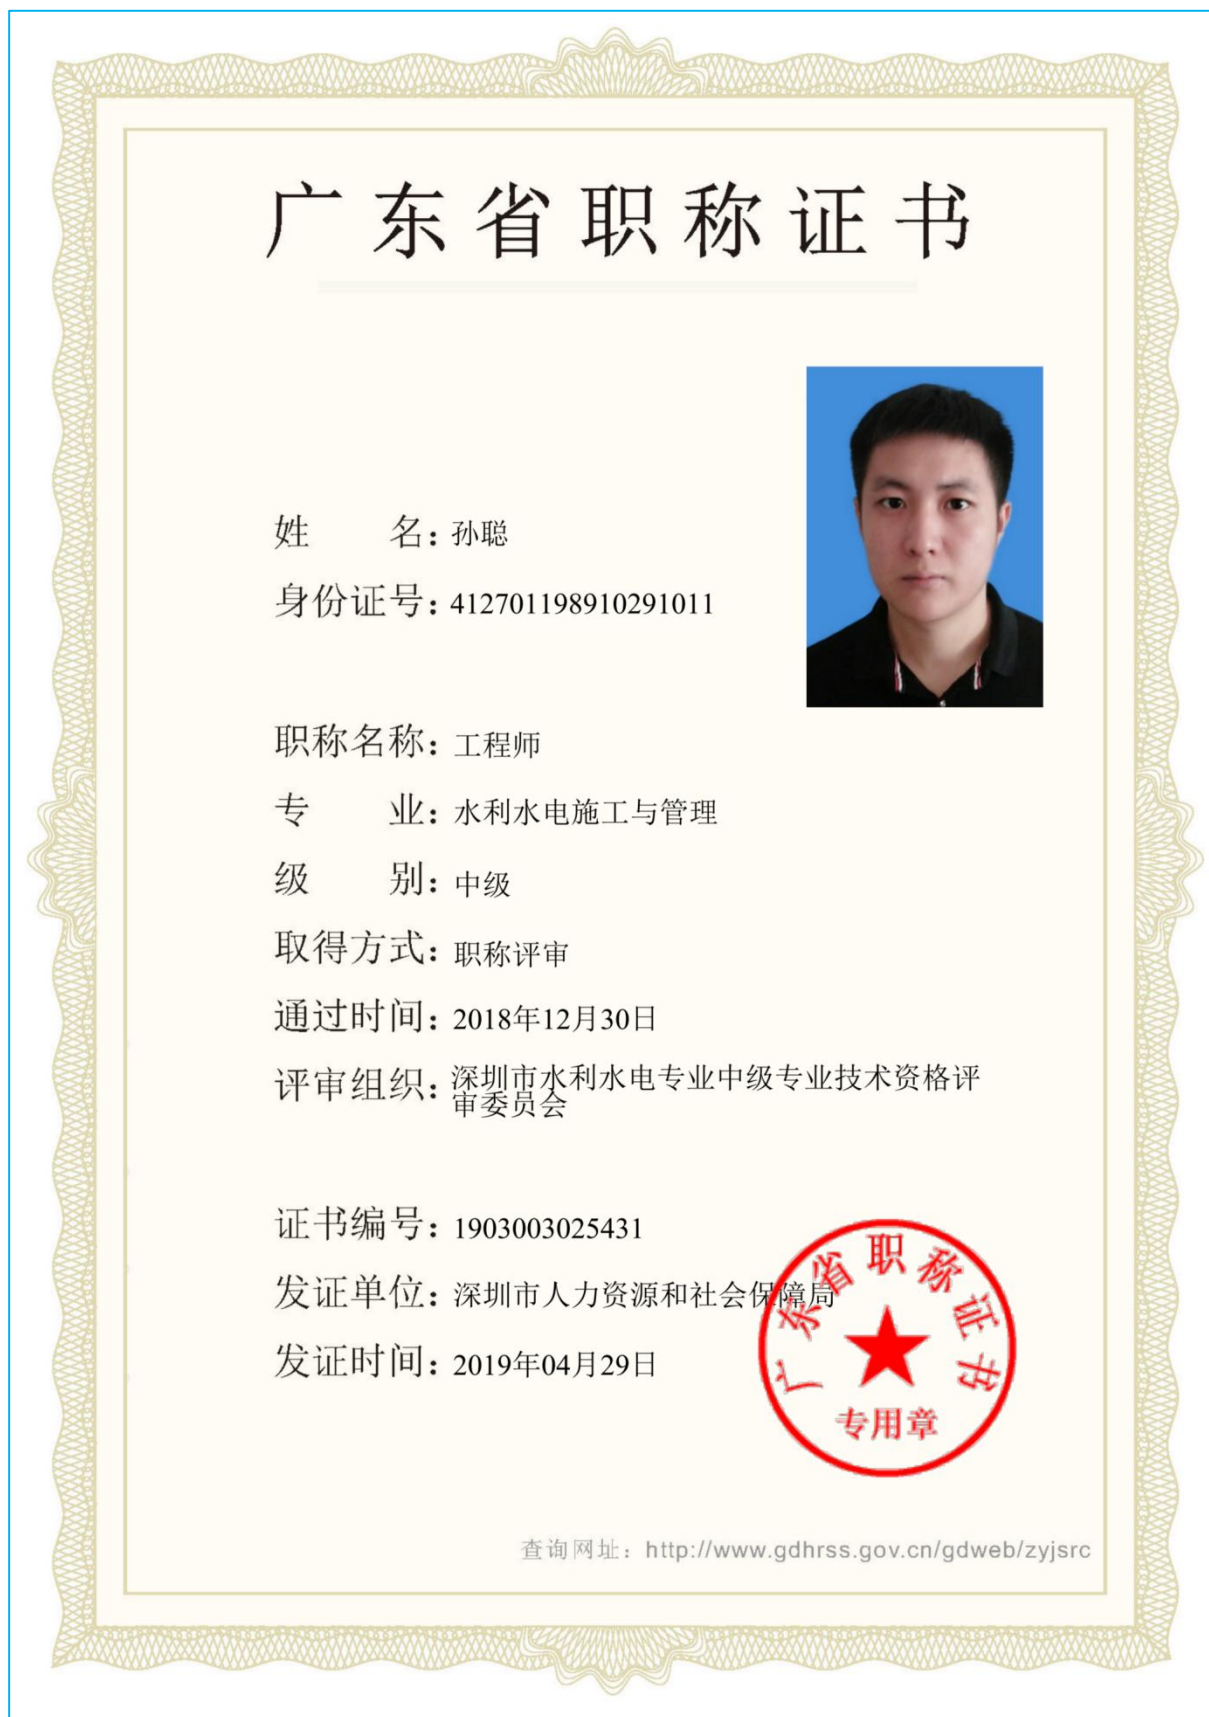 广东省职称证书
姓 名：孙聪
身份证号：412701198910291011
职称名称：工程师
专 业：水利水电施工与管理
级 别：中级
取得方式：职称评审
通过时间：2018年12月30日
评审组织：深圳市水利水电专业中级专业技术资格评
审委员会
证书编号：1903003025431
发证单位：深圳市人力资源和社会保障局
发证时间：2019年04月29日
广东省职称证书
专用章
查询网址：http://www.gdhrss.gov.cn/gdweb/zyjsrc